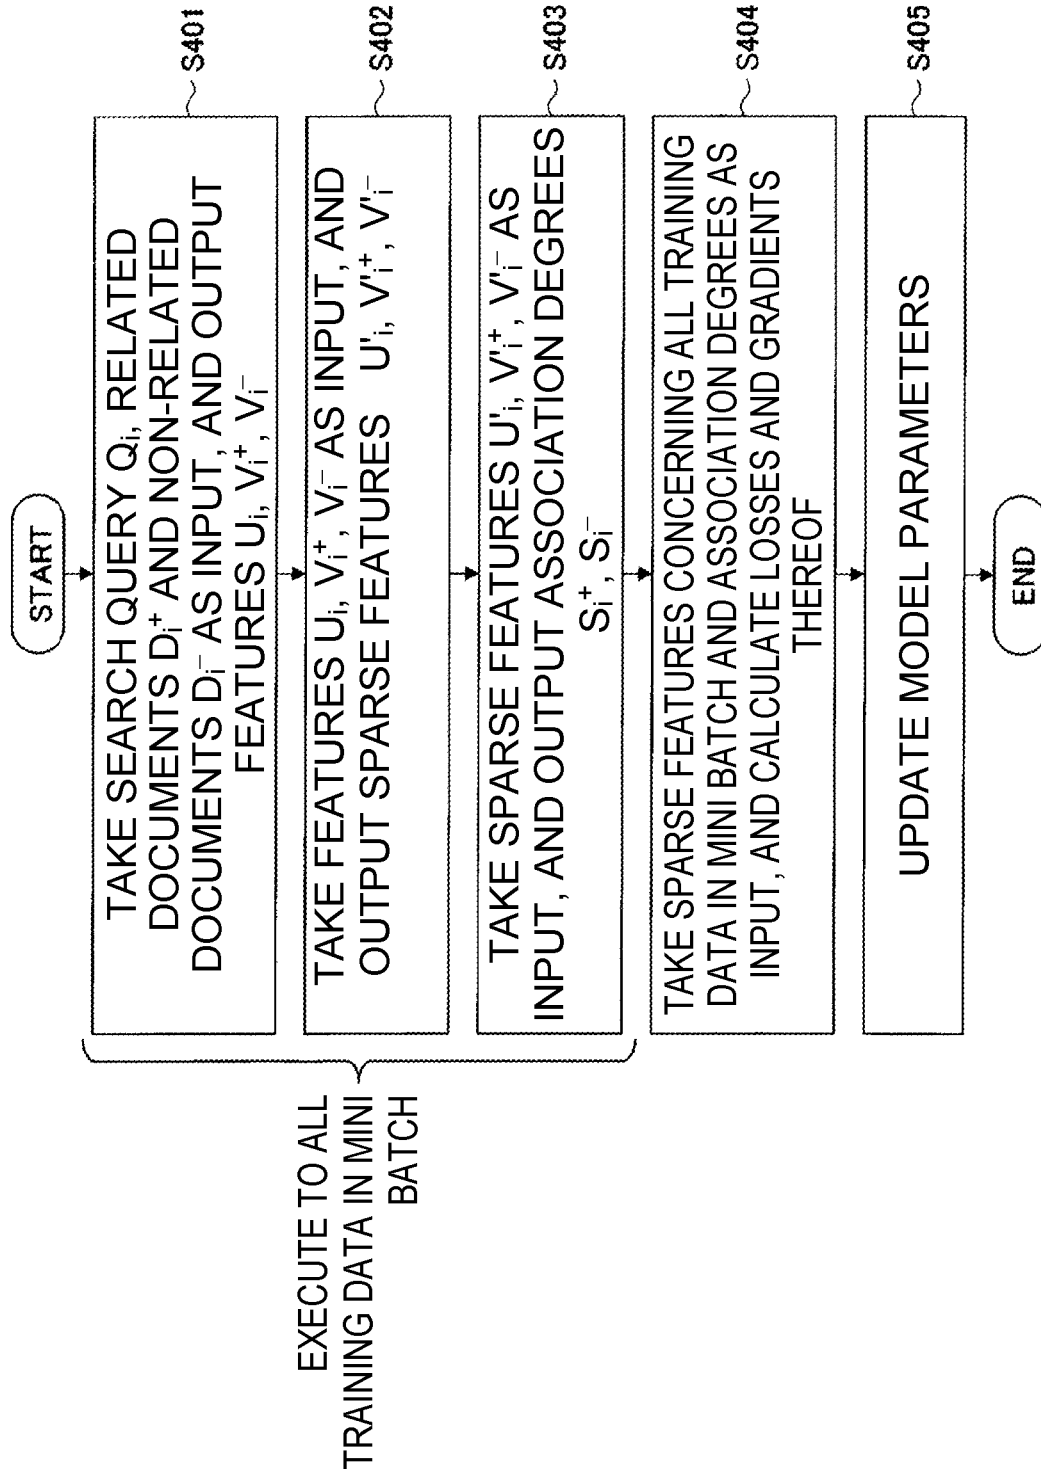 START
TAKE SEARCH QUERY Qᵢ, RELATED
DOCUMENTS Dᵢ⁺ AND NON-RELATED
DOCUMENTS Dᵢ⁻ AS INPUT, AND OUTPUT
FEATURES Uᵢ, Vᵢ⁺, Vᵢ⁻
S401
TAKE FEATURES Uᵢ, Vᵢ⁺, Vᵢ⁻ AS INPUT, AND
OUTPUT SPARSE FEATURES U'ᵢ, V'ᵢ⁺, V'ᵢ⁻
S402
TAKE SPARSE FEATURES U'ᵢ, V'ᵢ⁺, V'ᵢ⁻ AS
INPUT, AND OUTPUT ASSOCIATION DEGREES
Sᵢ⁺, Sᵢ⁻
S403
EXECUTE TO ALL
TRAINING DATA IN MINI
BATCH
TAKE SPARSE FEATURES CONCERNING ALL TRAINING
DATA IN MINI BATCH AND ASSOCIATION DEGREES AS
INPUT, AND CALCULATE LOSSES AND GRADIENTS
THEREOF
S404
UPDATE MODEL PARAMETERS
S405
END